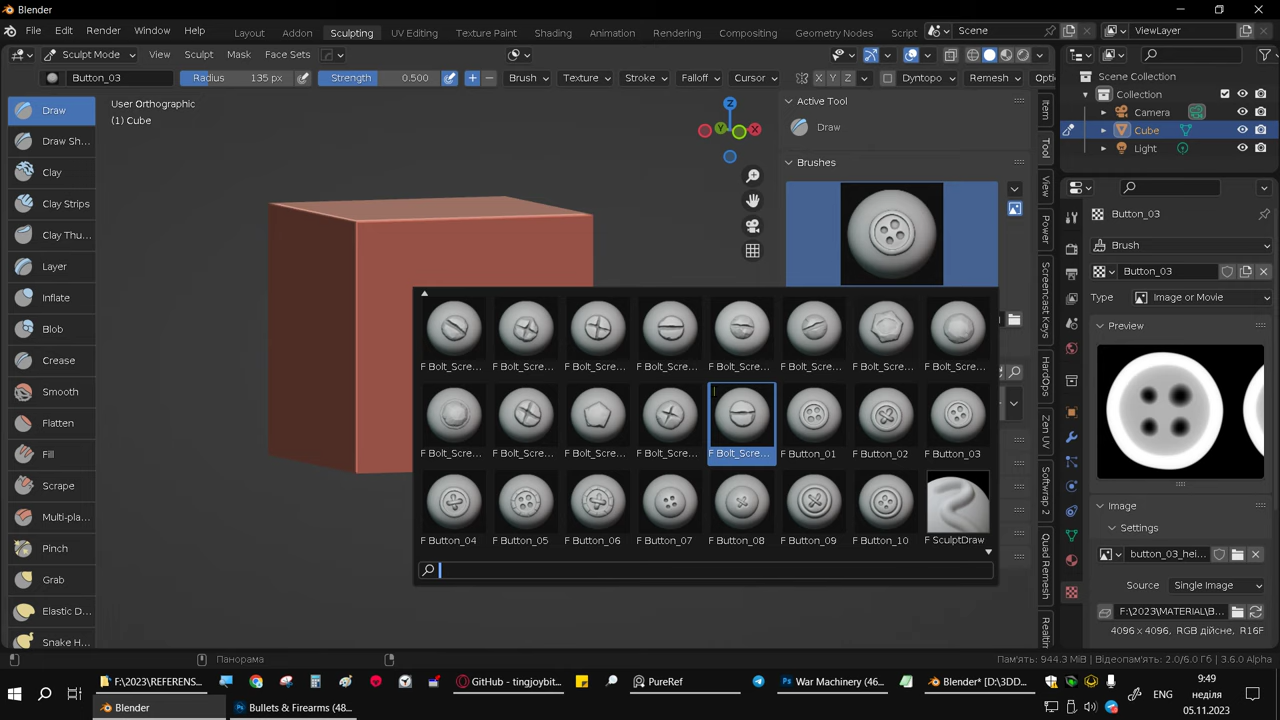 Blender
File Edit Render Window Help Layout Addon Sculpting UV Editing Texture Paint Shading Animation Rendering Compositing Geometry Nodes Script Scene ViewLayer
Sculpt Mode View Sculpt Mask Face Sets
Button_03 Radius 135 px Strength 0.500 Brush Texture Stroke Falloff Cursor X Y Z Dyntopo Remesh Opti
Draw
Draw Sh...
Clay
Clay Strips
Clay Thu...
Layer
Inflate
Blob
Crease
Smooth
Flatten
Fill
Scrape
Multi-pla...
Pinch
Grab
Elastic D...
Snake H...
User Orthographic
(1) Cube
Z
Y
X
Active Tool
Draw
Brushes
Item
Tool
View
Power
Screencast Keys
HardOps
Zen UV
Softwrap 2
Quad Remesh
Realtin
F Bolt_Scre... F Bolt_Scre... F Bolt_Scre... F Bolt_Scre... F Bolt_Scre... F Bolt_Scre... F Bolt_Scre... F Bolt_Scre...
F Bolt_Scre... F Bolt_Scre... F Bolt_Scre... F Bolt_Scre... F Bolt_Scre... F Button_01 F Button_02 F Button_03
F Button_04 F Button_05 F Button_06 F Button_07 F Button_08 F Button_09 F Button_10 F SculptDraw
Scene Collection
Collection
Camera
Cube
Light
Button_03
Brush
Button_03
Type Image or Movie
Preview
Image
Settings
button_03_hei...
Source Single Image
F:\2023\MATERIAL\B...
4096 x 4096, RGB дійсне, R16F
Панорама
Пам'ять: 944.3 MiB | Відеопам'ять: 2.0/6.0 Гб | 3.6.0 Alpha
F:\2023\REFERENS... GitHub - tingjoybit... PureRef War Machinery (46... Blender* [D:\3DD... 9:49
ENG неділя
Blender Bullets & Firearms (48... 05.11.2023